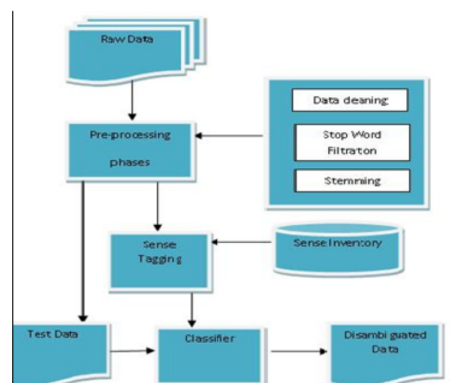 Raw Data
Data cleaning
Pre-processing
phases
Stop Word
Filtration
Stemming
Sense
Tagging
Sense Inventory
Test Data
Classifier
Disambiguated
Data